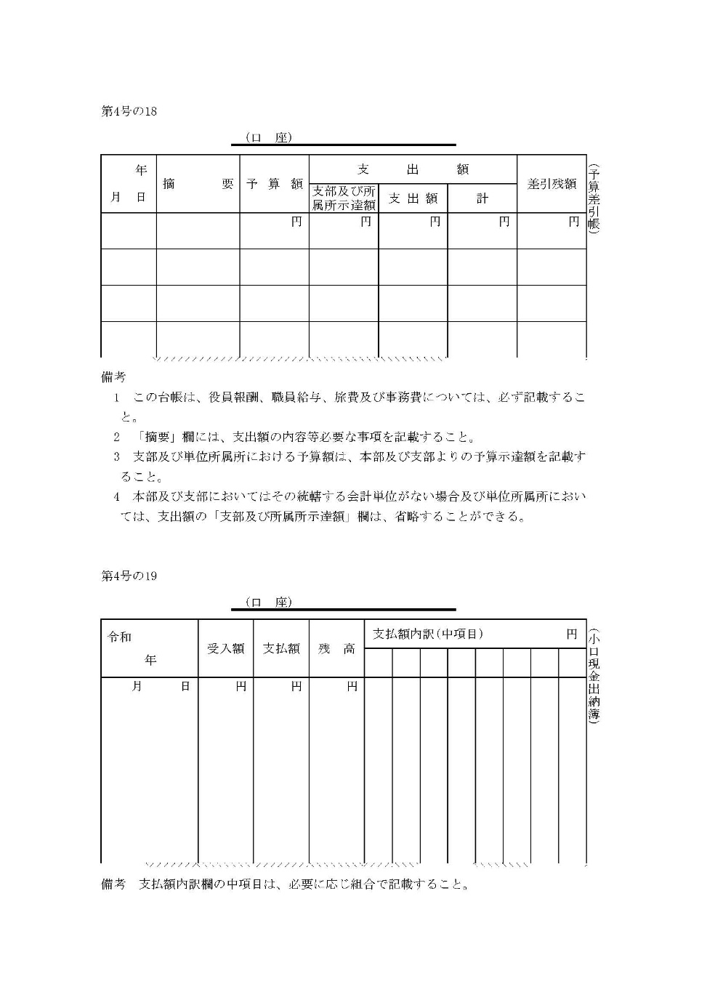 第4号の18
（口　座）
年
月　日
摘　　　要
予　算　額
支　　　出　　　額
支部及び所
属所示達額
支 出 額
計
差引残額
（予算差引帳）
円　円　円　円　円
備考
1　この台帳は、役員報酬、職員給与、旅費及び事務費については、必ず記載するこ
と。
2　「摘要」欄には、支出額の内容等必要な事項を記載すること。
3　支部及び単位所属所における予算額は、本部及び支部よりの予算示達額を記載す
ること。
4　本部及び支部においてはその統轄する会計単位がない場合及び単位所属所におい
ては、支出額の「支部及び所属所示達額」欄は、省略することができる。
第4号の19
（口　座）
令和
年
受入額
支払額
残　高
支払額内訳（中項目）　円
（小口現金出納簿）
月　日　円　円　円
備考　支払額内訳欄の中項目は、必要に応じ組合で記載すること。